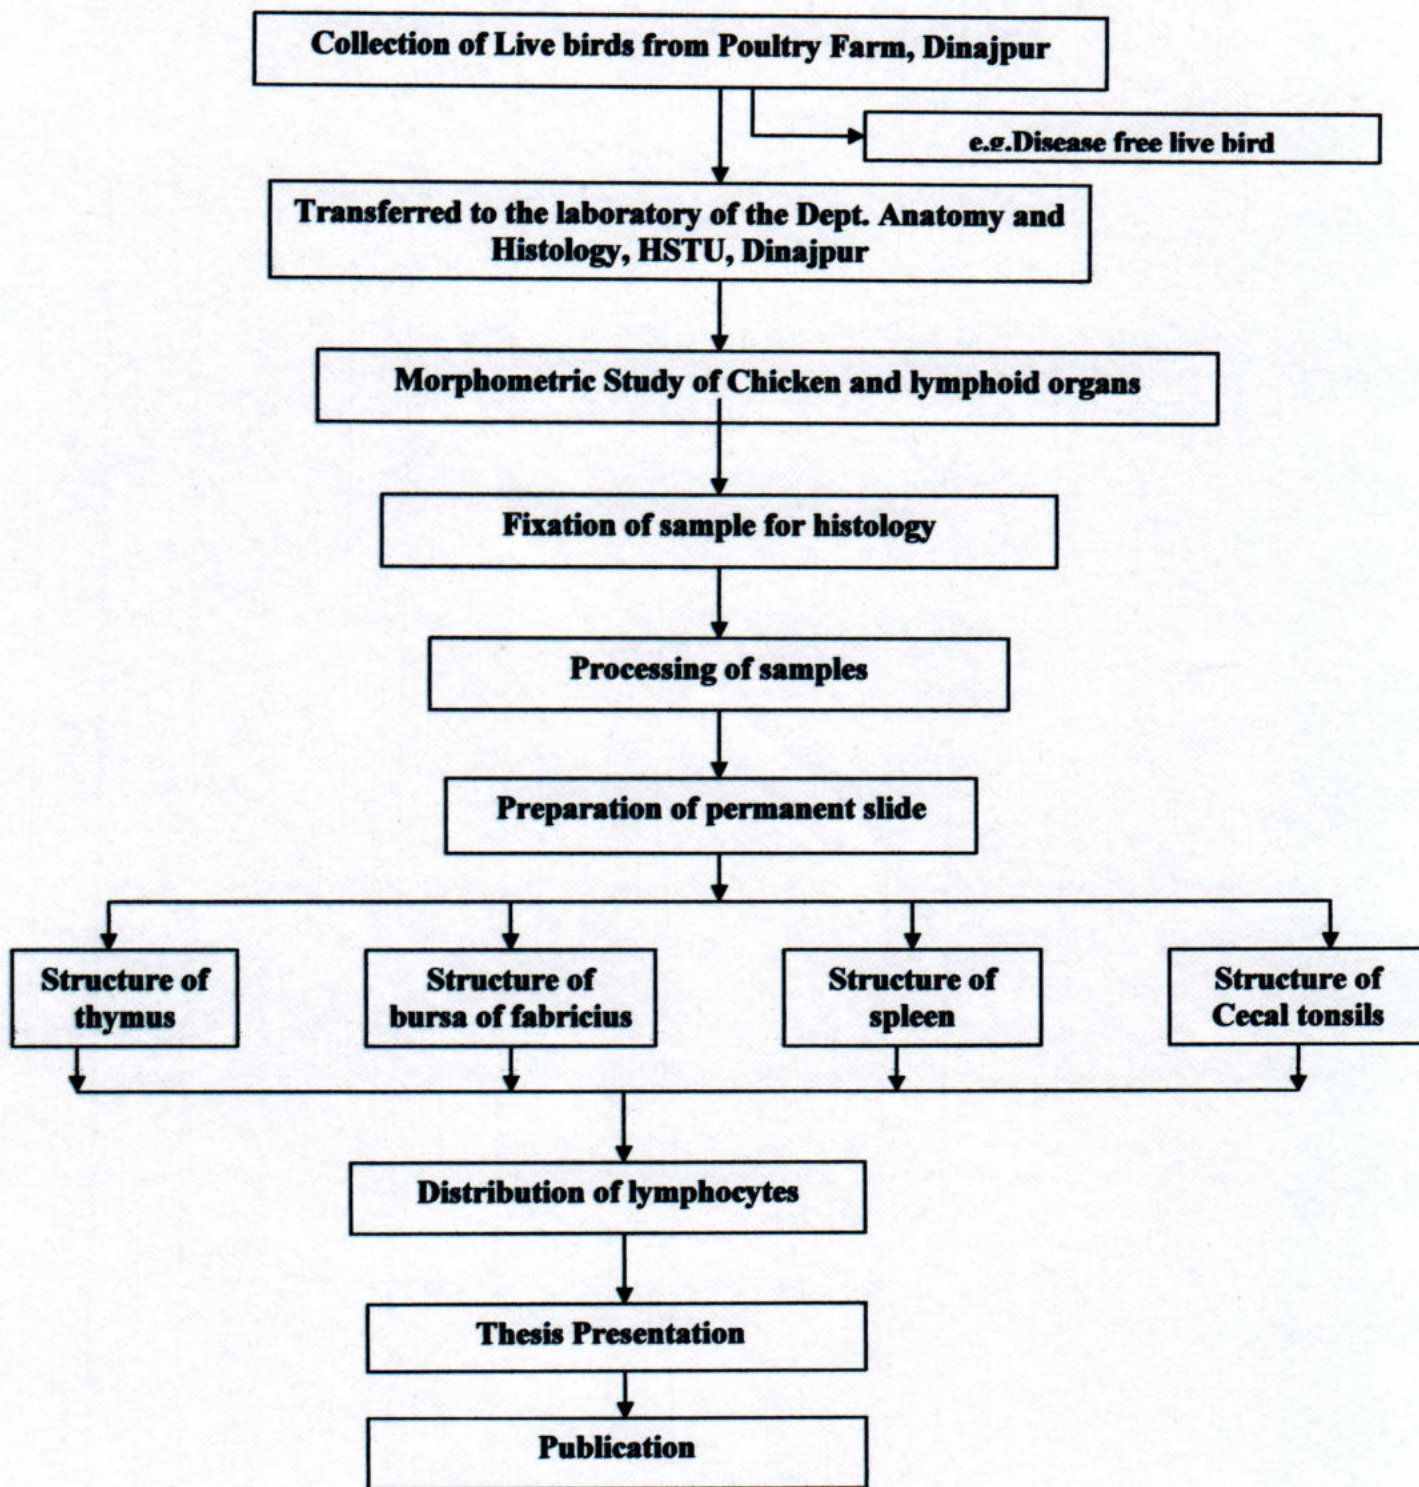 Collection of Live birds from Poultry Farm, Dinajpur
e.g.Disease free live bird
Transferred to the laboratory of the Dept. Anatomy and
Histology, HSTU, Dinajpur
Morphometric Study of Chicken and lymphoid organs
Fixation of sample for histology
Processing of samples
Preparation of permanent slide
Structure of
thymus
Structure of
bursa of fabricius
Structure of
spleen
Structure of
Cecal tonsils
Distribution of lymphocytes
Thesis Presentation
Publication